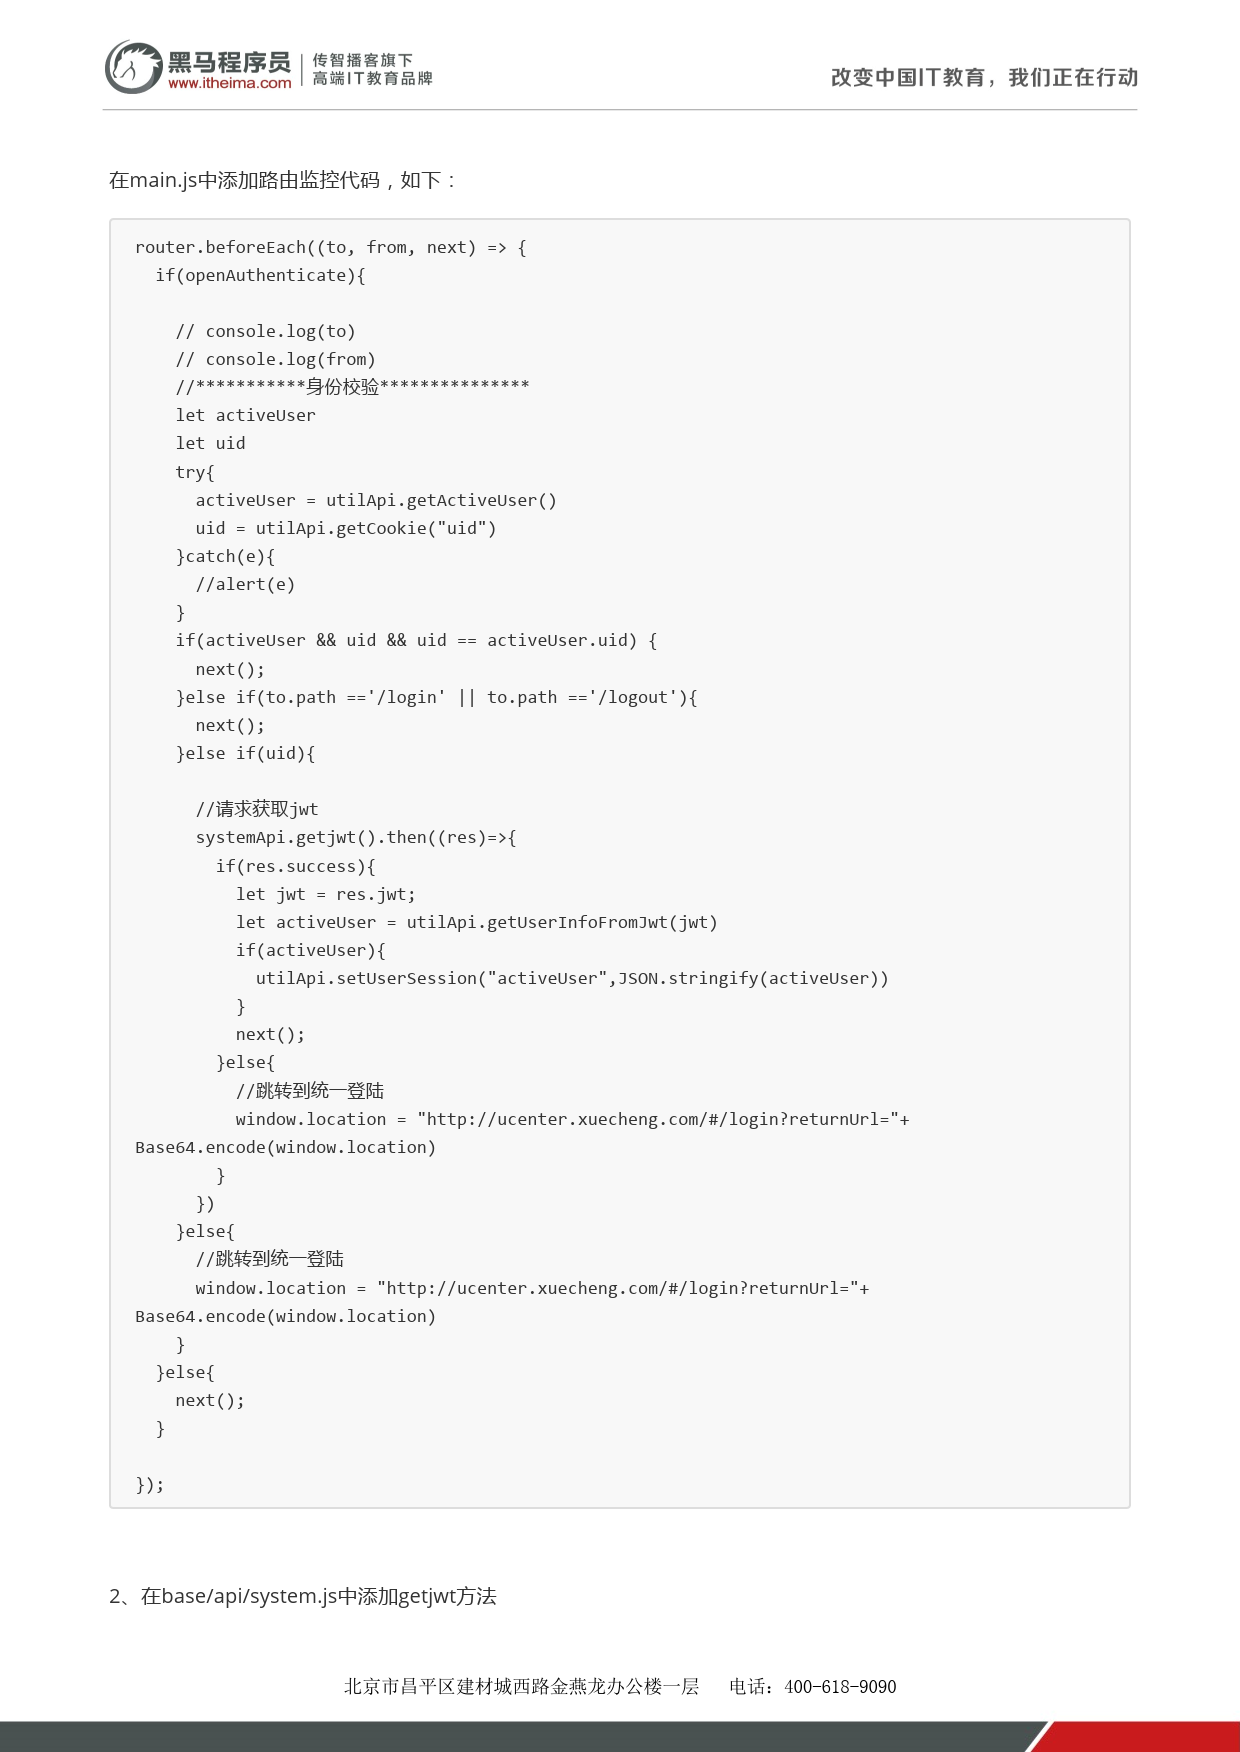 黑马程序员
www.itheima.com
传智播客旗下
高端IT教育品牌
改变中国IT教育，我们正在行动
在main.js中添加路由监控代码，如下：
router.beforeEach((to, from, next) => {
  if(openAuthenticate){

    // console.log(to)
    // console.log(from)
    //***********身份校验***************
    let activeUser
    let uid
    try{
      activeUser = utilApi.getActiveUser()
      uid = utilApi.getCookie("uid")
    }catch(e){
      //alert(e)
    }
    if(activeUser && uid && uid == activeUser.uid) {
      next();
    }else if(to.path =='/login' || to.path =='/logout'){
      next();
    }else if(uid){

      //请求获取jwt
      systemApi.getjwt().then((res)=>{
        if(res.success){
          let jwt = res.jwt;
          let activeUser = utilApi.getUserInfoFromJwt(jwt)
          if(activeUser){
            utilApi.setUserSession("activeUser",JSON.stringify(activeUser))
          }
          next();
        }else{
          //跳转到统一登陆
          window.location = "http://ucenter.xuecheng.com/#/login?returnUrl="+
Base64.encode(window.location)
        }
      })
    }else{
      //跳转到统一登陆
      window.location = "http://ucenter.xuecheng.com/#/login?returnUrl="+
Base64.encode(window.location)
    }
  }else{
    next();
  }

});
2、在base/api/system.js中添加getjwt方法
北京市昌平区建材城西路金燕龙办公楼一层 电话：400-618-9090